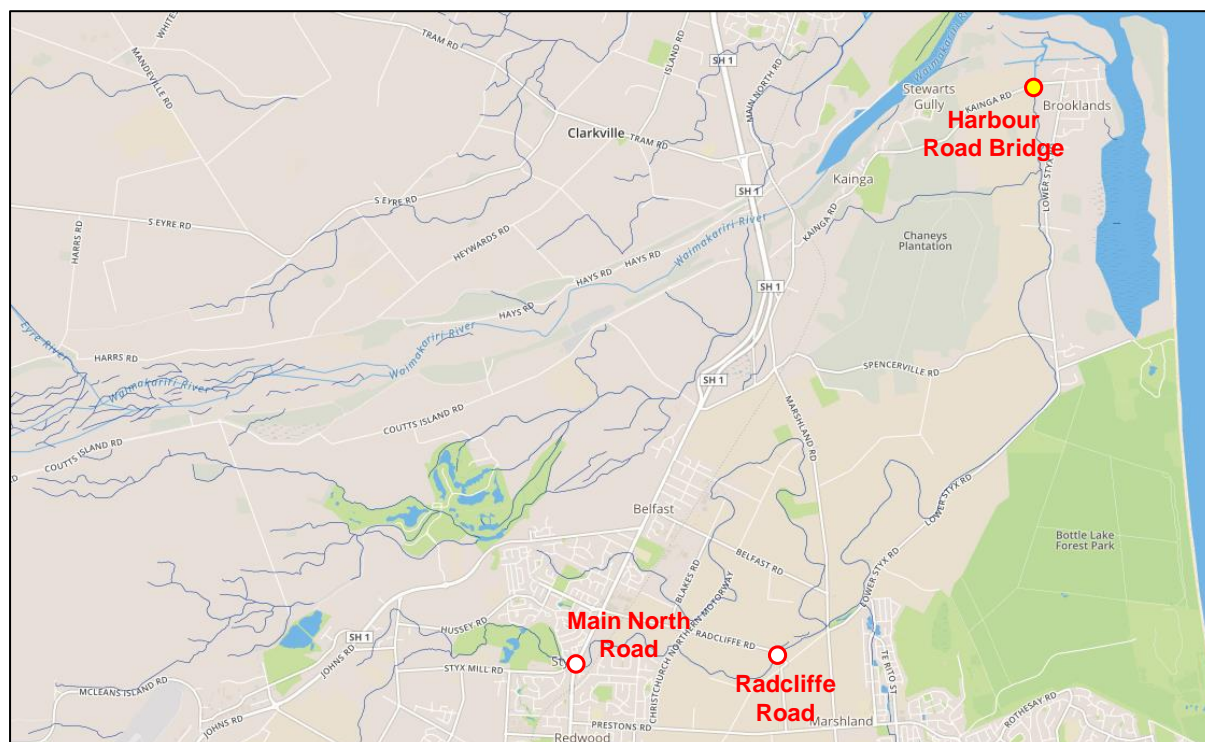 WHITES
MANDEVILLE RD
TRAM RD
ISLAND RD
SH 1
MAIN NORTH RD
Waimakariri River
Stewarts
Gully
KAINGA RD
Brooklands
Harbour
Road Bridge
Clarkville
TRAM RD
Kainga
LOWER STYX
SH 1
S EYRE RD
S EYRE RD
HARRS RD
HEYWARDS RD
KAINGA RD
Chaneys
Plantation
HAYS RD
HAYS RD
Waimakariri River
SH 1
HAYS RD
Eyre River
Waimakariri River
HARRS RD
Waimakariri River
SPENCERVILLE RD
SH 1
COUTTS ISLAND RD
MARSHLAND RD
COUTTS ISLAND RD
RD
LOWER STYX RD
Belfast
Bottle Lake
Forest Park
BELFAST RD
LOWER STYX RD
BLAKES RD
Main North
Road
HUSSEY RD
SH 1
RADCLIFFE RD
CHRISTCHURCH NORTHERN MOTORWAY
JOHNS RD
STYX MILL RD
Radcliffe
Road
TE RITO ST
MCLEANS ISLAND RD
ROTHESAY RD
JOHNS RD
PRESTONS RD
Marshland
Redwood